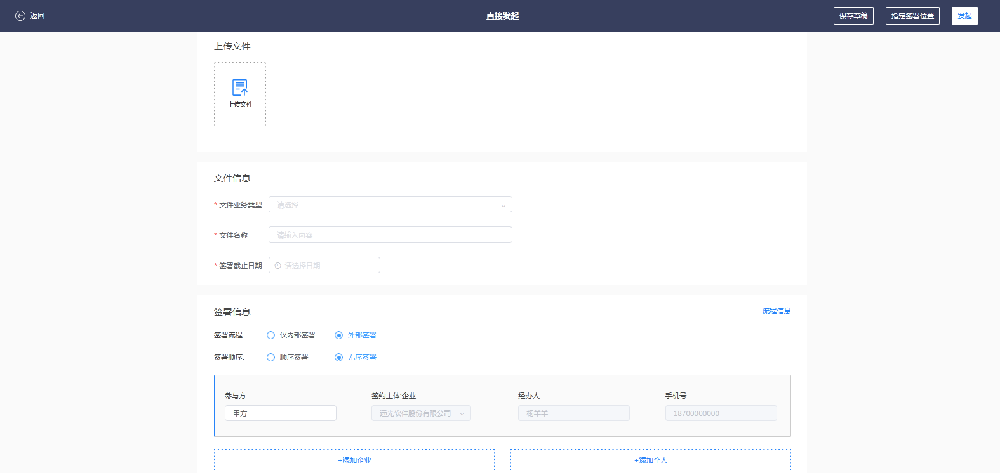 返回 直接发起 保存草稿 指定签署位置 发起
上传文件
上传文件
文件信息
* 文件业务类型 请选择
* 文件名称 请输入内容
* 签署截止日期 请选择日期
签署信息 流程信息
签署流程: 仅内部签署 外部签署
签署顺序: 顺序签署 无序签署
参与方 签约主体:企业 经办人 手机号
甲方 远光软件股份有限公司 杨羊羊 18700000000
+添加企业 +添加个人